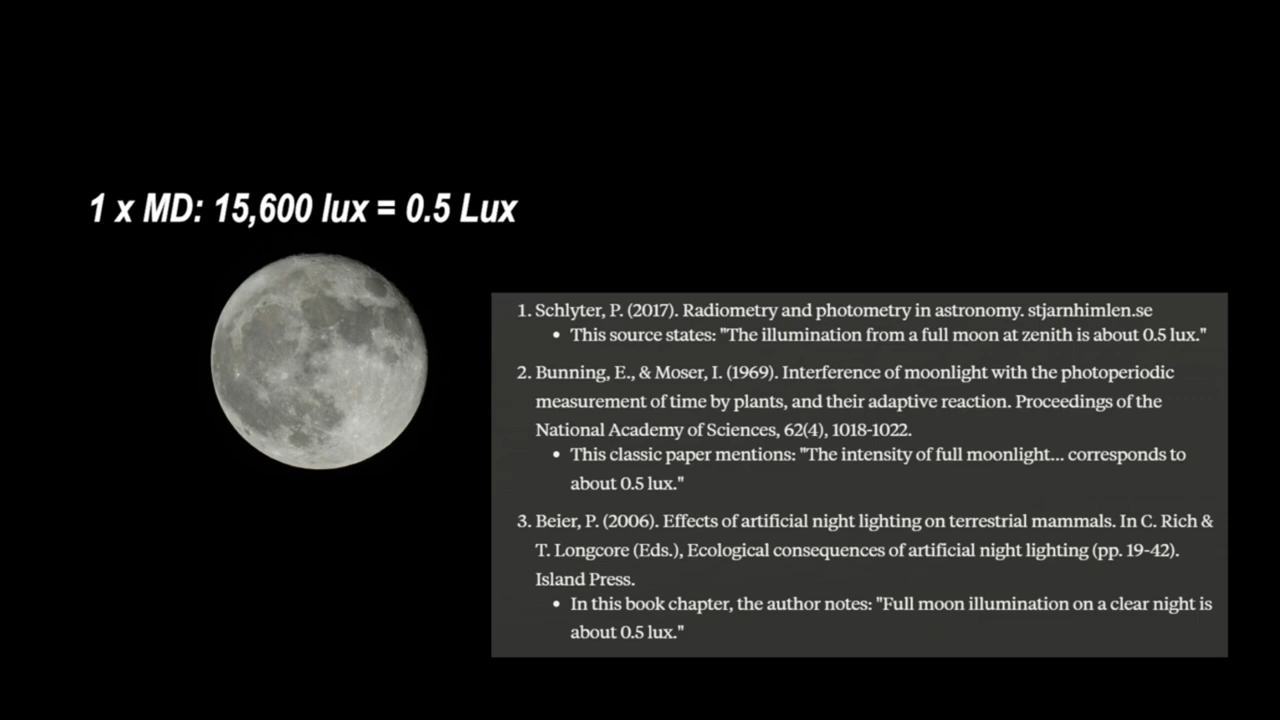 1 x MD: 15,600 lux = 0.5 Lux
1. Schlyter, P. (2017). Radiometry and photometry in astronomy. stjarnhimlen.se
• This source states: "The illumination from a full moon at zenith is about 0.5 lux."
2. Bunning, E., & Moser, I. (1969). Interference of moonlight with the photoperiodic
measurement of time by plants, and their adaptive reaction. Proceedings of the
National Academy of Sciences, 62(4), 1018-1022.
• This classic paper mentions: "The intensity of full moonlight... corresponds to
about 0.5 lux."
3. Beier, P. (2006). Effects of artificial night lighting on terrestrial mammals. In C. Rich &
T. Longcore (Eds.), Ecological consequences of artificial night lighting (pp. 19-42).
Island Press.
• In this book chapter, the author notes: "Full moon illumination on a clear night is
about 0.5 lux."